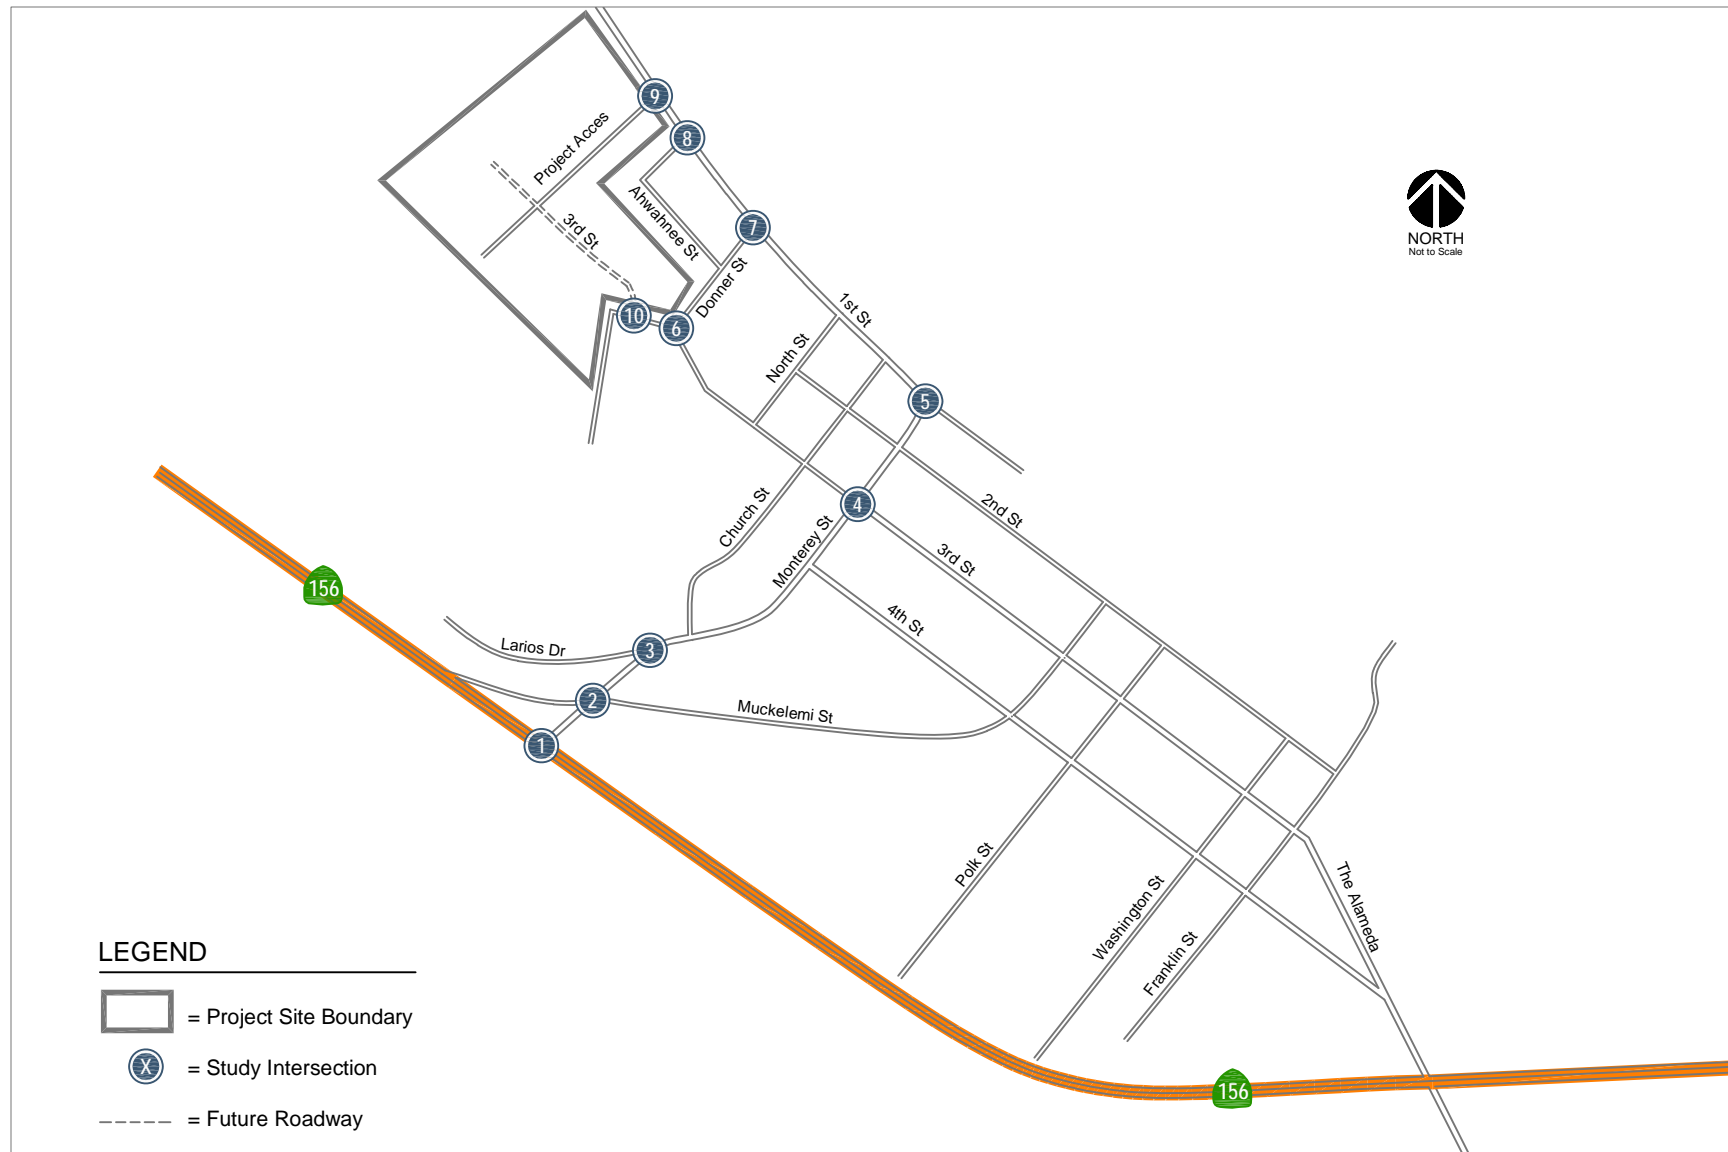 9
8
Project Acces
7
3rd St
Ahwahnee St
NORTH
Not to Scale
Donner St
10
6
1st St
North St
5
4
2nd St
Church St
Monterey St
3rd St
156
4th St
Larios Dr
3
2
Muckelemi St
1
Polk St
The Alameda
Washington St
Franklin St
LEGEND
= Project Site Boundary
X = Study Intersection
156
= Future Roadway